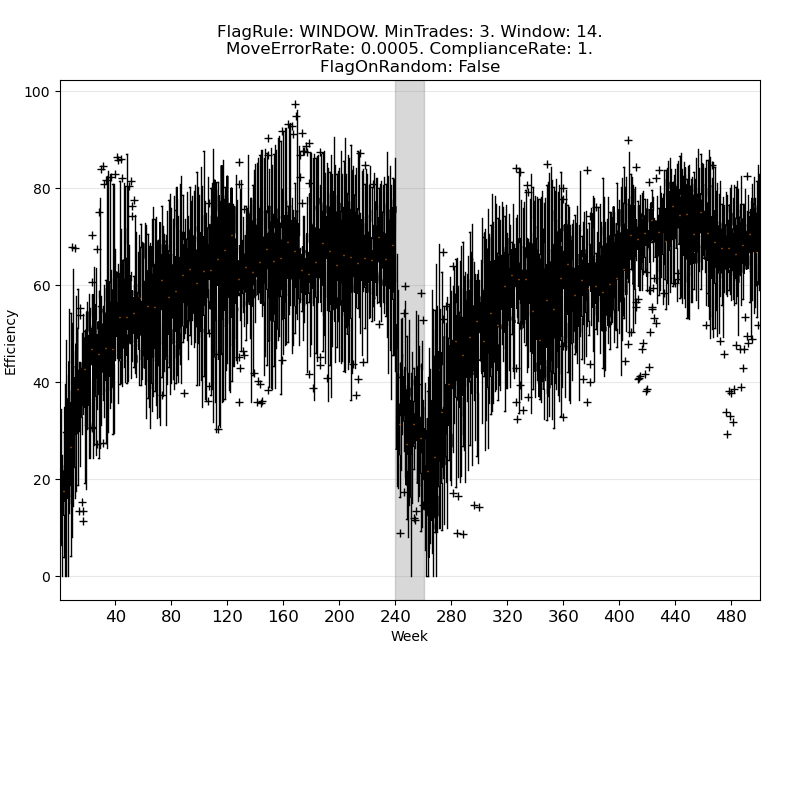 FlagRule: WINDOW. MinTrades: 3. Window: 14.
MoveErrorRate: 0.0005. ComplianceRate: 1.
FlagOnRandom: False
100
80
60
40
20
0
Efficiency
40 80 120 160 200 240 280 320 360 400 440 480
Week